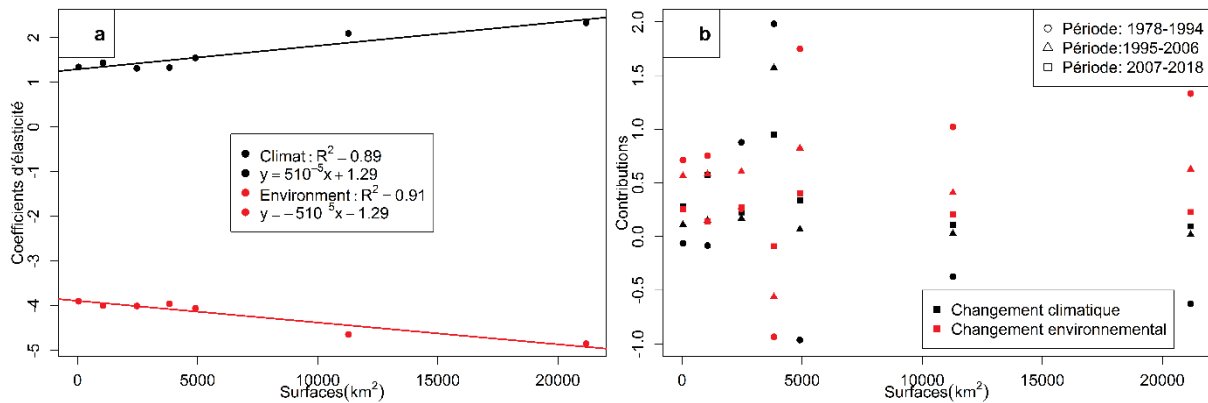 a
2
1
0
-1
-2
-3
-4
-5
Coefficients d'élasticité
Climat : R² − 0.89
y = 510⁻⁵x + 1.29
Environment : R² − 0.91
y − −510 ⁵x − 1.29
0
5000
10000
15000
20000
Surfaces(km²)
b
2.0
1.5
1.0
0.5
0.0
-0.5
-1.0
Contributions
Période: 1978-1994
Période:1995-2006
Période: 2007-2018
Changement climatique
Changement environnemental
0
5000
10000
15000
20000
Surfaces(km²)